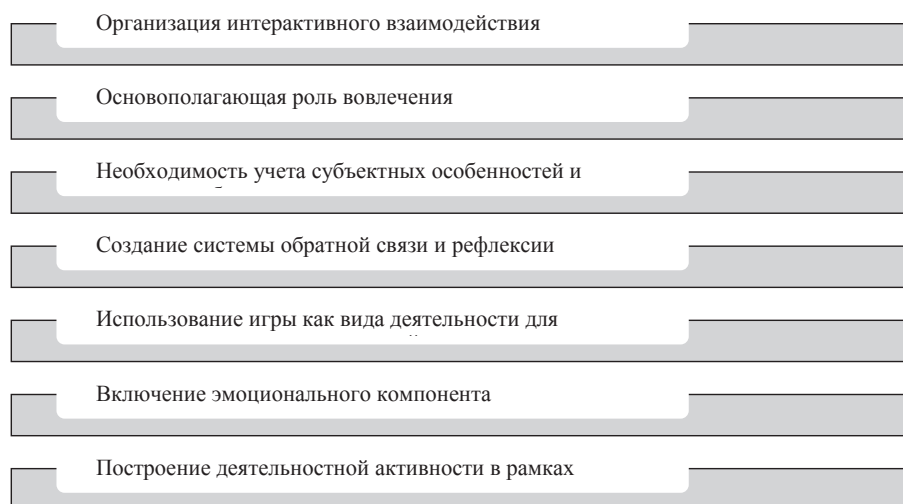 Организация интерактивного взаимодействия
Основополагающая роль вовлечения
Необходимость учета субъектных особенностей и
Создание системы обратной связи и рефлексии
Использование игры как вида деятельности для
Включение эмоционального компонента
Построение деятельностной активности в рамках